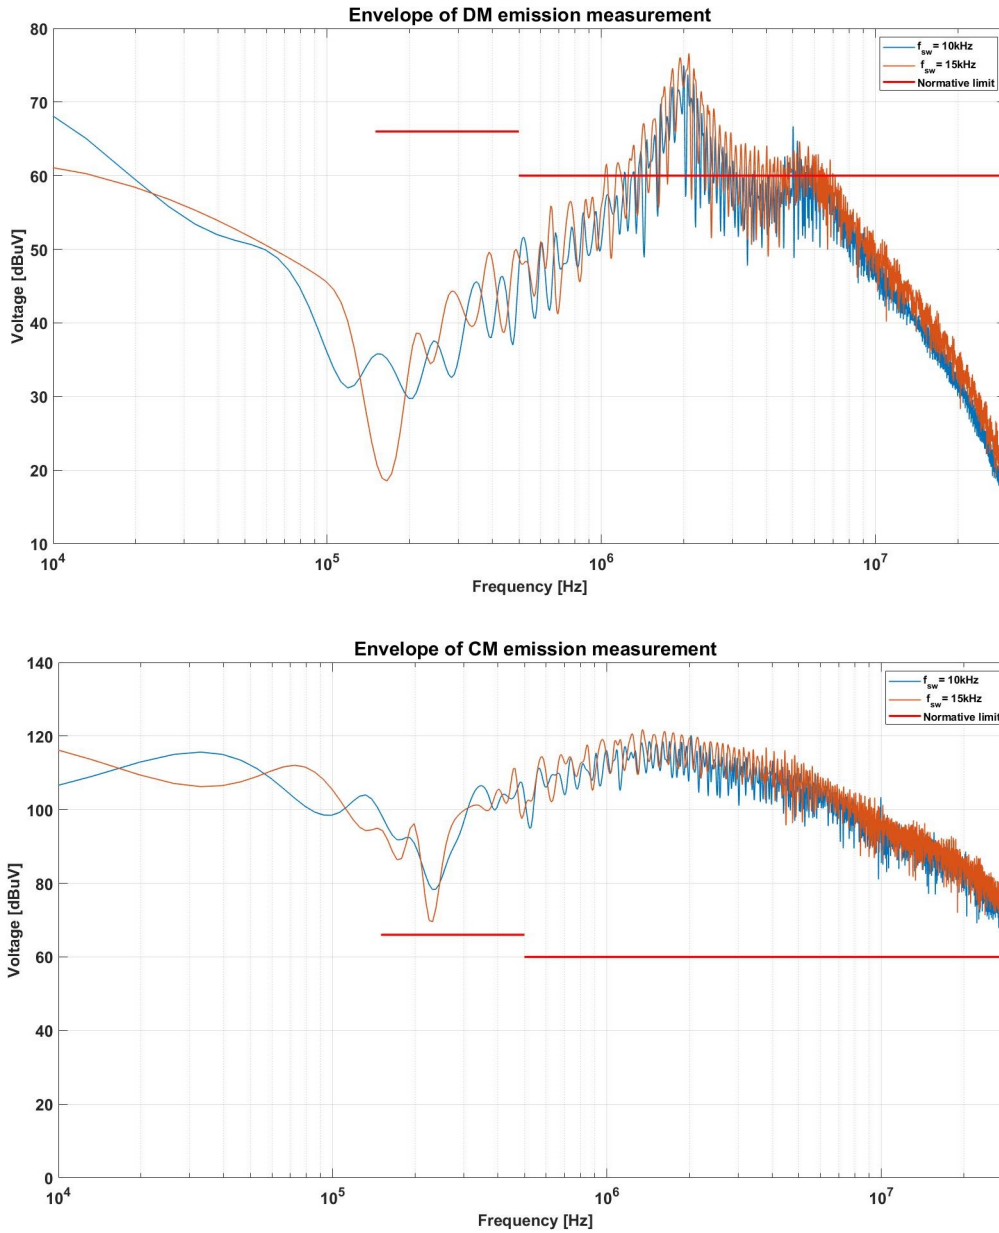 Envelope of DM emission measurement
80
70
60
50
40
30
20
10
Voltage [dBuV]
f_sw = 10kHz
f_sw = 15kHz
Normative limit
10^4
10^5
10^6
10^7
Frequency [Hz]
Envelope of CM emission measurement
140
120
100
80
60
40
20
0
Voltage [dBuV]
f_sw = 10kHz
f_sw = 15kHz
Normative limit
10^4
10^5
10^6
10^7
Frequency [Hz]